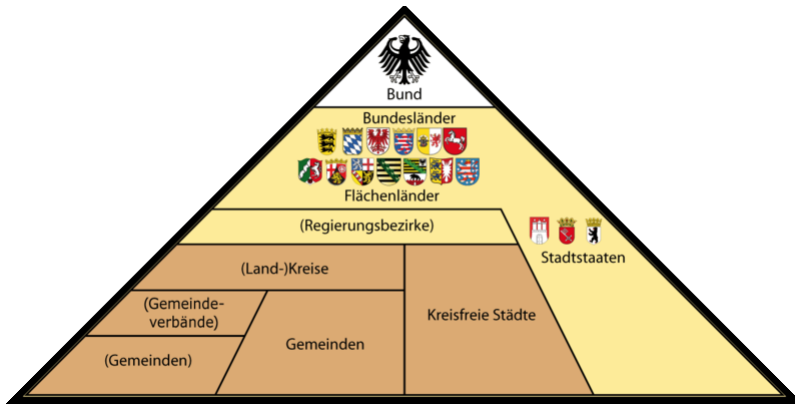 Bund
Bundesländer
Flächenländer
(Regierungsbezirke)
Stadtstaaten
(Land-)Kreise
(Gemeinde-
verbände)
Kreisfreie Städte
Gemeinden
(Gemeinden)